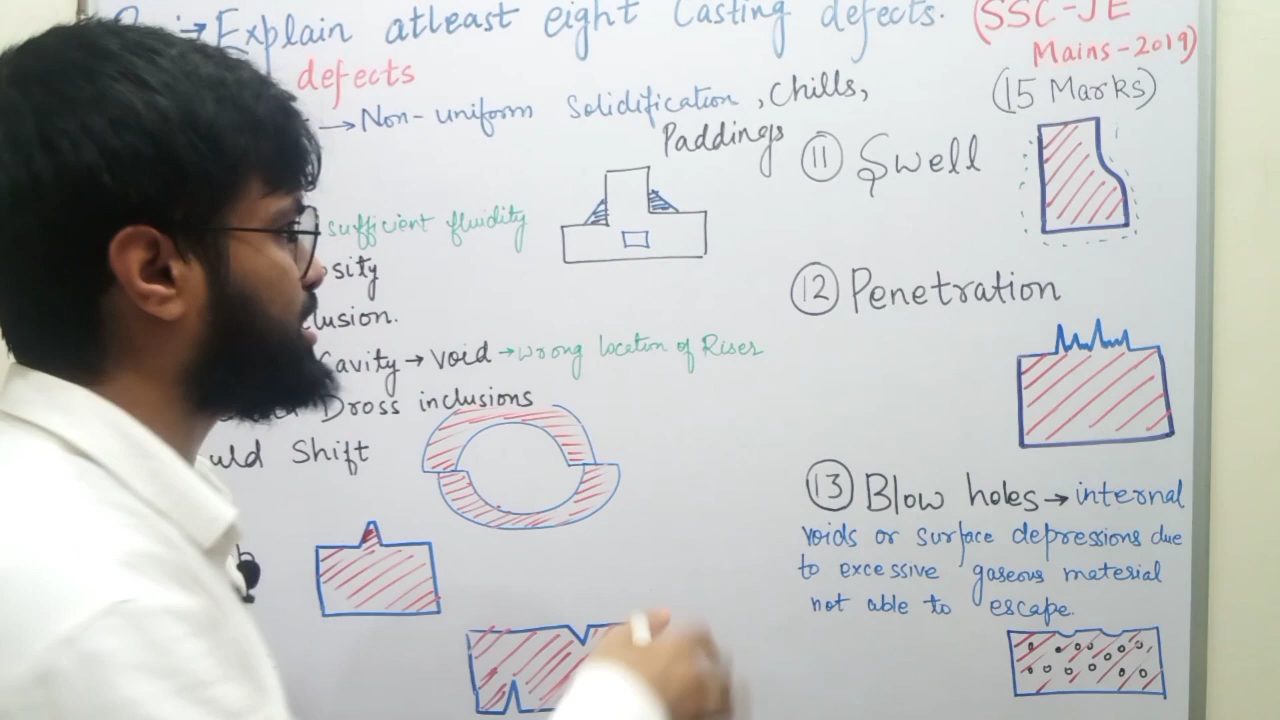 Explain atleast eight Casting defects. (SSC-JE
Mains-2019)
defects
(15 Marks)
→ Non-uniform Solidification, Chills,
Paddings
sufficient fluidity
osity
clusion.
Cavity → Void → wrong location of Riser
Dross inclusions
uld Shift
b
11 Swell
12 Penetration
13 Blow holes → internal
voids or surface depressions due
to excessive gaseous material
not able to escape.